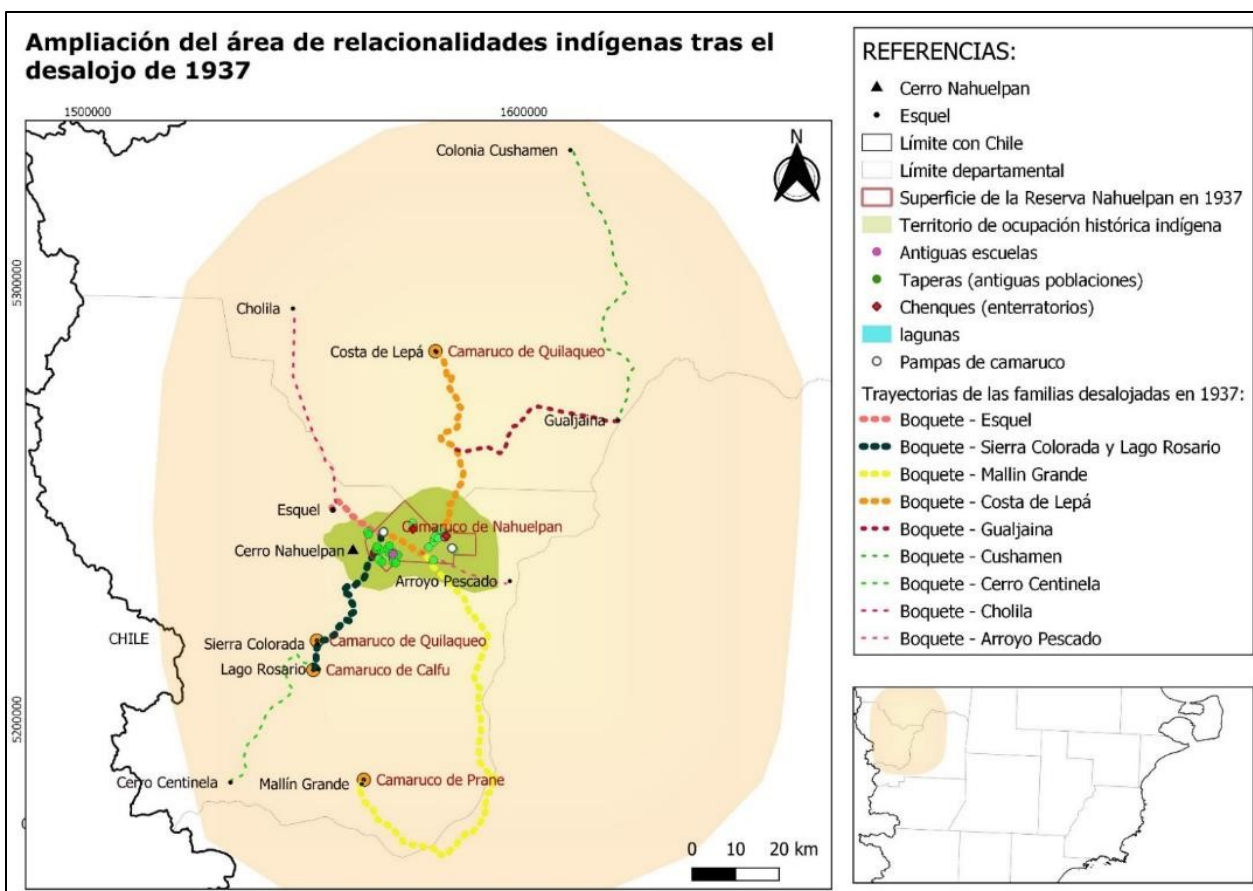 Ampliación del área de relacionalidades indígenas tras el
desalojo de 1937
1500000
1600000
N
Colonia Cushamen
5300000
Cholila
Costa de Lepá
Camaruco de Quilaqueo
Gualjaina
Esquel
Camaruco de Nahuelpan
Cerro Nahuelpan
Arroyo Pescado
CHILE
Sierra Colorada
Camaruco de Quilaqueo
Lago Rosario
Camaruco de Calfu
5200000
Cerro Centinela
Mallín Grande
Camaruco de Prane
0 10 20 km
REFERENCIAS:
Cerro Nahuelpan
Esquel
Límite con Chile
Límite departamental
Superficie de la Reserva Nahuelpan en 1937
Territorio de ocupación histórica indígena
Antiguas escuelas
Taperas (antiguas poblaciones)
Chenques (enterratorios)
lagunas
Pampas de camaruco
Trayectorias de las familias desalojadas en 1937:
Boquete - Esquel
Boquete - Sierra Colorada y Lago Rosario
Boquete - Mallin Grande
Boquete - Costa de Lepá
Boquete - Gualjaina
Boquete - Cushamen
Boquete - Cerro Centinela
Boquete - Cholila
Boquete - Arroyo Pescado